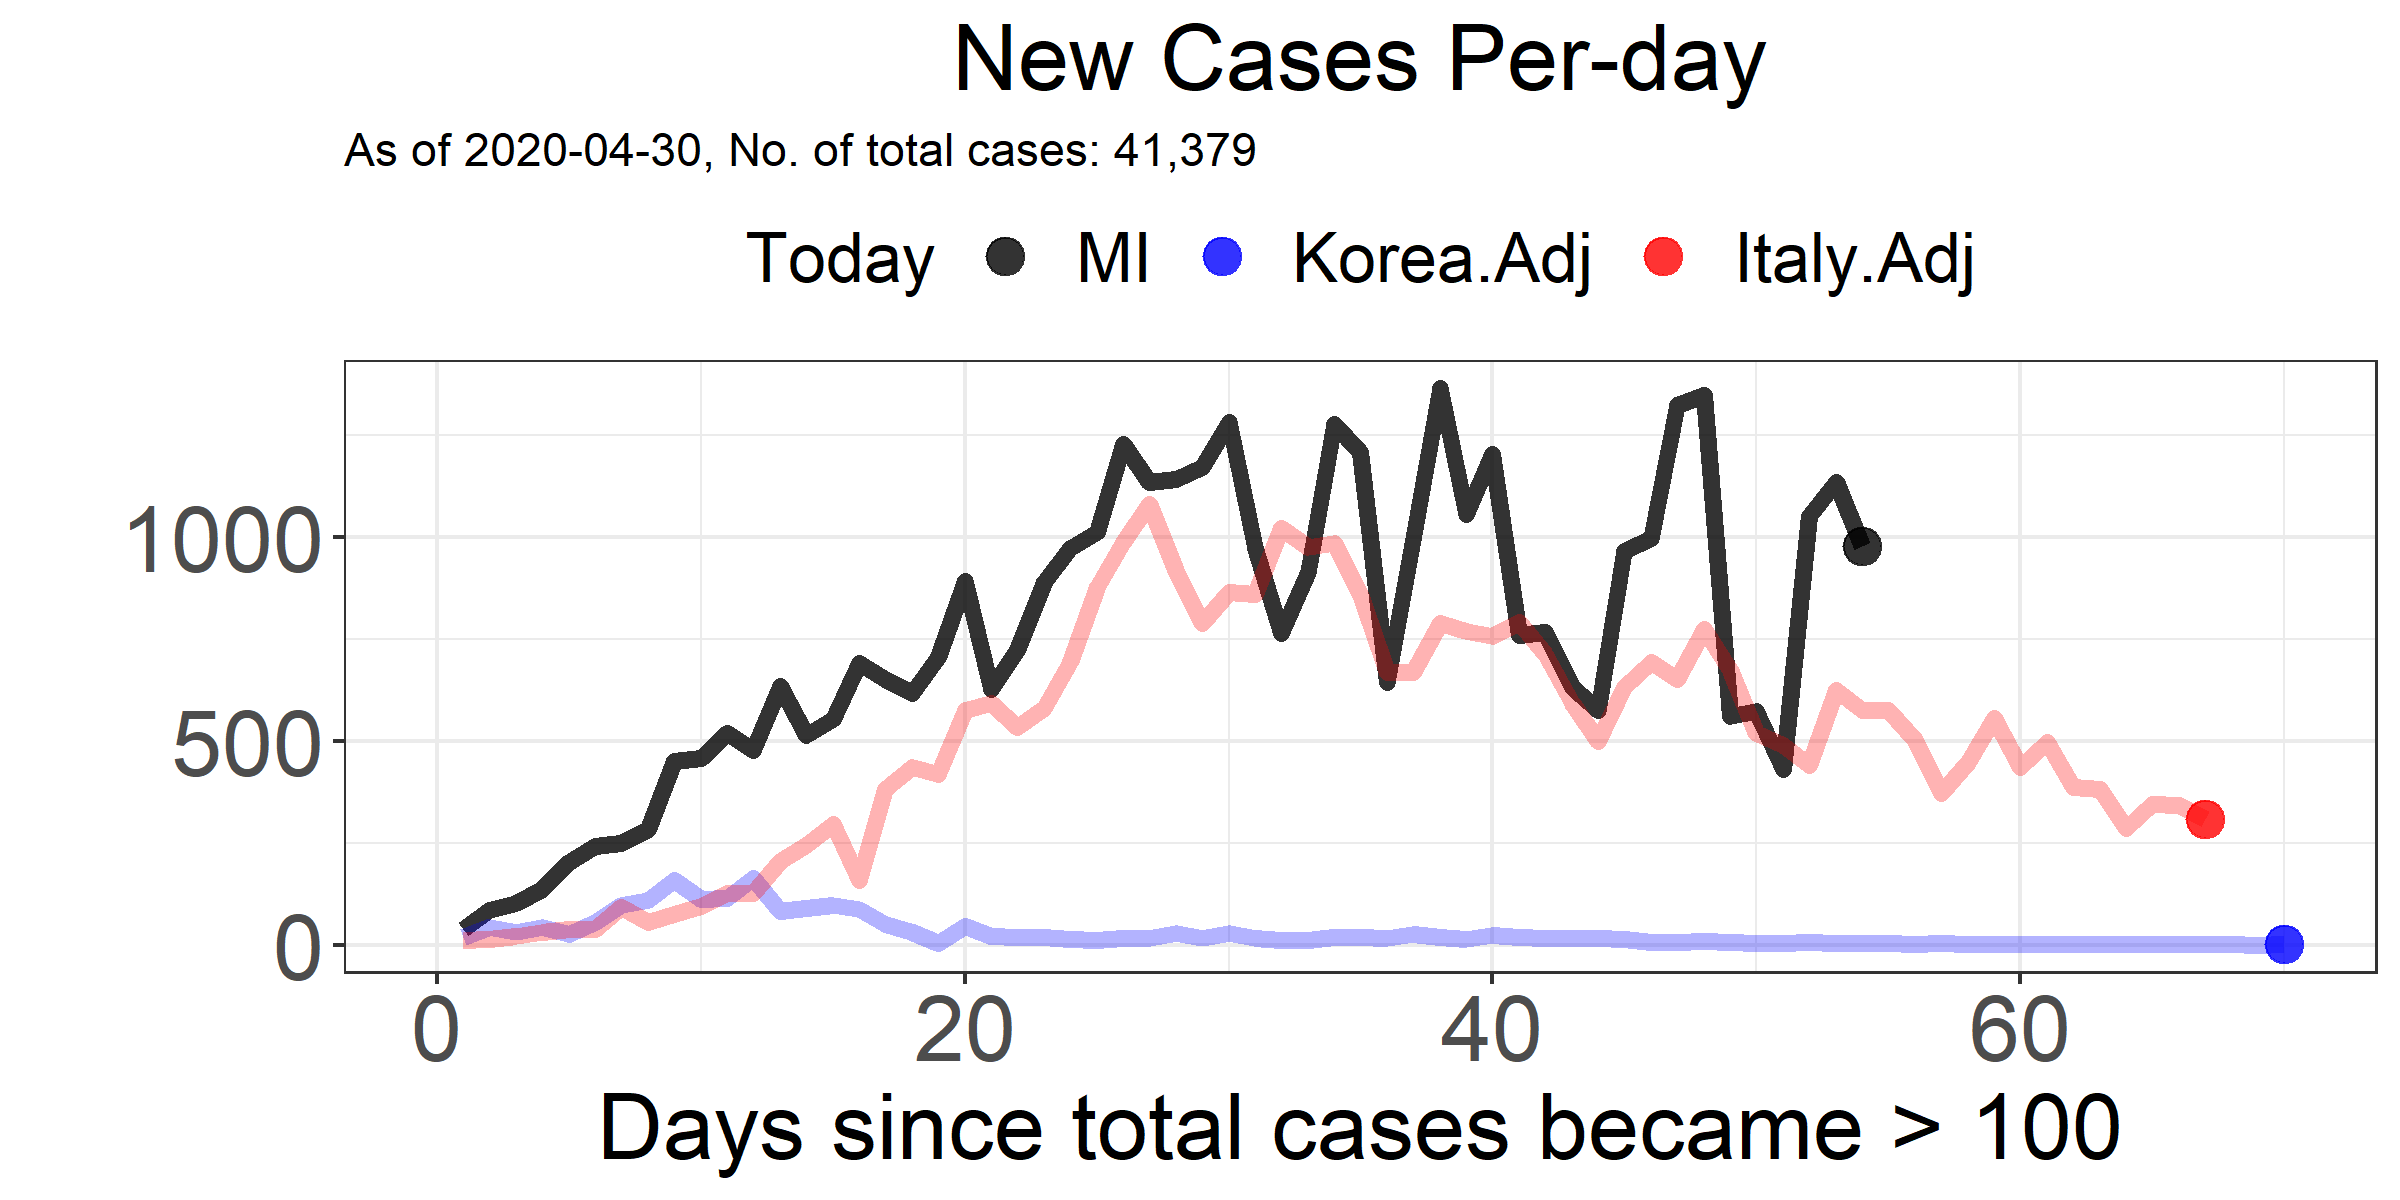 New Cases Per-day
As of 2020-04-30, No. of total cases: 41,379
Today MI Korea.Adj Italy.Adj
1000
500
0
0 20 40 60
Days since total cases became > 100